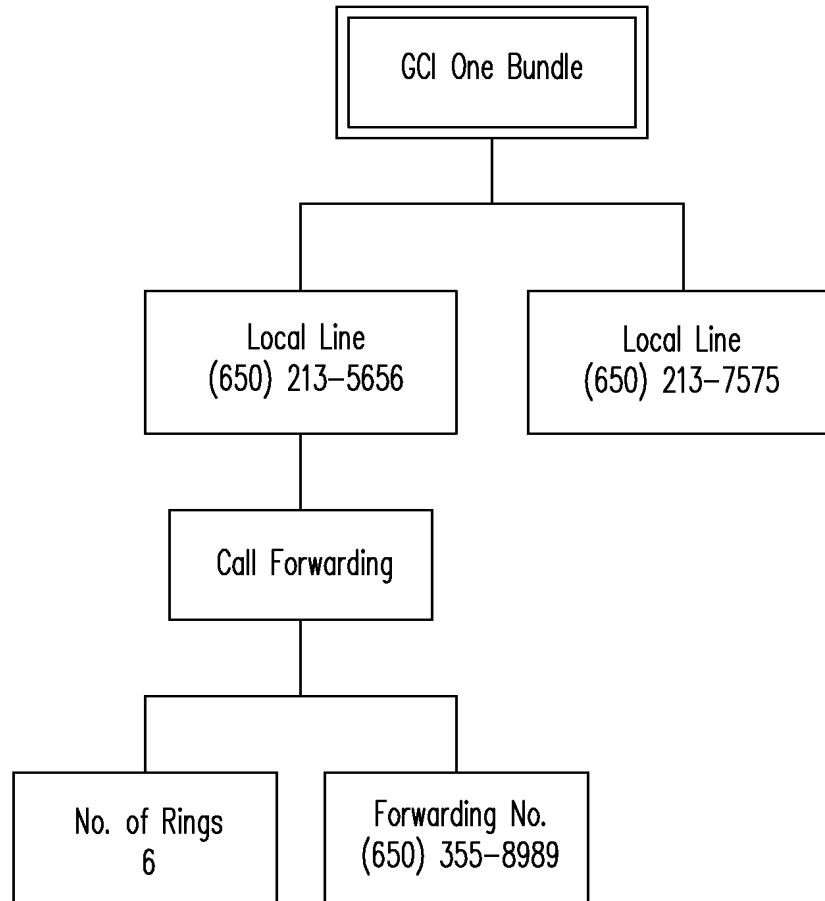 GCI One Bundle
Local Line
(650) 213-5656
Local Line
(650) 213-7575
Call Forwarding
No. of Rings
6
Forwarding No.
(650) 355-8989